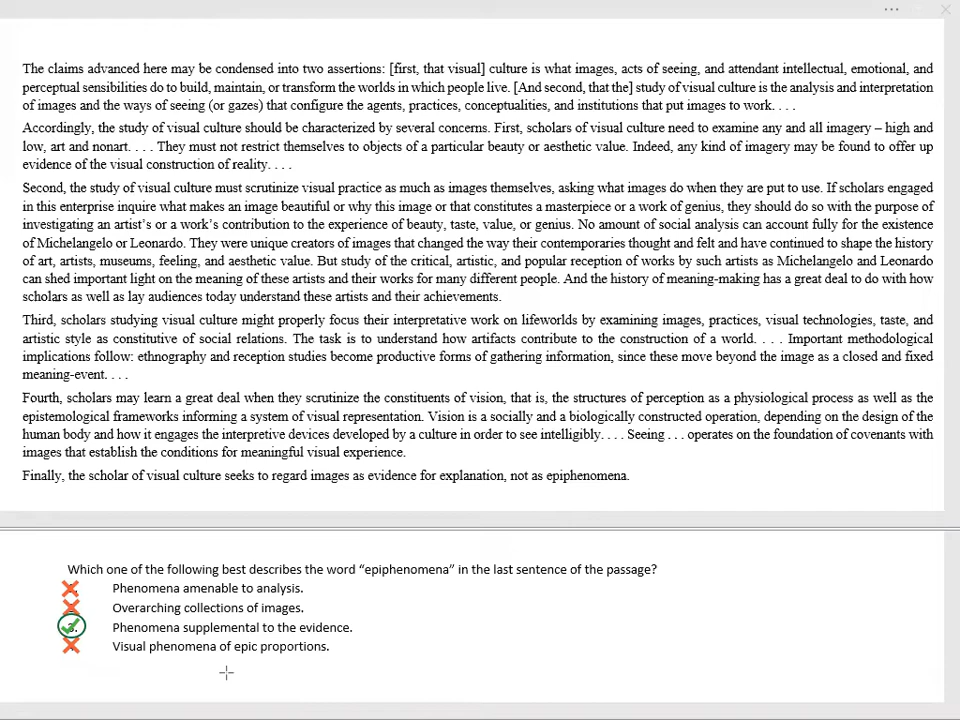 The claims advanced here may be condensed into two assertions: [first, that visual] culture is what images, acts of seeing, and attendant intellectual, emotional, and
perceptual sensibilities do to build, maintain, or transform the worlds in which people live. [And second, that the] study of visual culture is the analysis and interpretation
of images and the ways of seeing (or gazes) that configure the agents, practices, conceptualities, and institutions that put images to work. . . .
Accordingly, the study of visual culture should be characterized by several concerns. First, scholars of visual culture need to examine any and all imagery – high and
low, art and nonart. . . . They must not restrict themselves to objects of a particular beauty or aesthetic value. Indeed, any kind of imagery may be found to offer up
evidence of the visual construction of reality. . . .
Second, the study of visual culture must scrutinize visual practice as much as images themselves, asking what images do when they are put to use. If scholars engaged
in this enterprise inquire what makes an image beautiful or why this image or that constitutes a masterpiece or a work of genius, they should do so with the purpose of
investigating an artist’s or a work’s contribution to the experience of beauty, taste, value, or genius. No amount of social analysis can account fully for the existence
of Michelangelo or Leonardo. They were unique creators of images that changed the way their contemporaries thought and felt and have continued to shape the history
of art, artists, museums, feeling, and aesthetic value. But study of the critical, artistic, and popular reception of works by such artists as Michelangelo and Leonardo
can shed important light on the meaning of these artists and their works for many different people. And the history of meaning-making has a great deal to do with how
scholars as well as lay audiences today understand these artists and their achievements.
Third, scholars studying visual culture might properly focus their interpretative work on lifeworlds by examining images, practices, visual technologies, taste, and
artistic style as constitutive of social relations. The task is to understand how artifacts contribute to the construction of a world. . . . Important methodological
implications follow: ethnography and reception studies become productive forms of gathering information, since these move beyond the image as a closed and fixed
meaning-event. . . .
Fourth, scholars may learn a great deal when they scrutinize the constituents of vision, that is, the structures of perception as a physiological process as well as the
epistemological frameworks informing a system of visual representation. Vision is a socially and a biologically constructed operation, depending on the design of the
human body and how it engages the interpretive devices developed by a culture in order to see intelligibly. . . . Seeing . . . operates on the foundation of covenants with
images that establish the conditions for meaningful visual experience.
Finally, the scholar of visual culture seeks to regard images as evidence for explanation, not as epiphenomena.
Which one of the following best describes the word “epiphenomena” in the last sentence of the passage?
Phenomena amenable to analysis.
Overarching collections of images.
Phenomena supplemental to the evidence.
Visual phenomena of epic proportions.